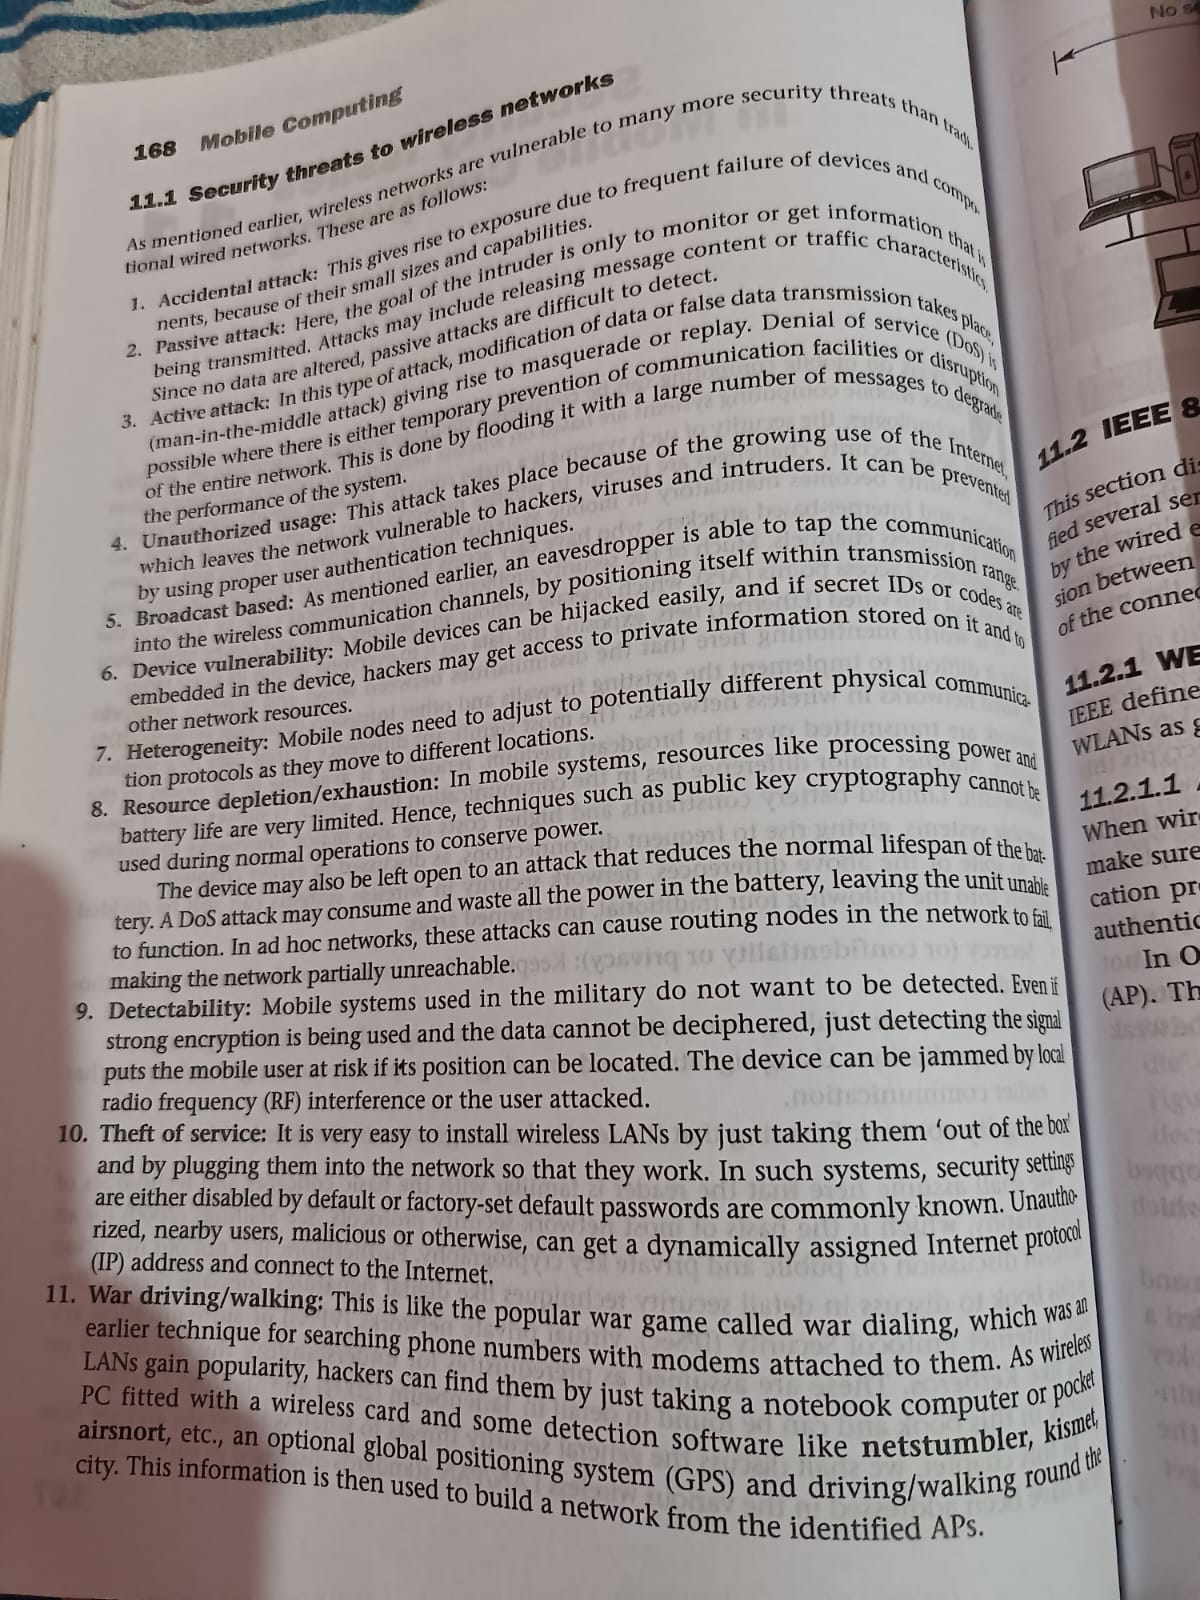 168 Mobile Computing
11.1 Security threats to wireless networks
As mentioned earlier, wireless networks are vulnerable to many more security threats than tradi-
tional wired networks. These are as follows:
1. Accidental attack: This gives rise to exposure due to frequent failure of devices and compo-
nents, because of their small sizes and capabilities.
2. Passive attack: Here, the goal of the intruder is only to monitor or get information that is
being transmitted. Attacks may include releasing message content or traffic characteristics.
Since no data are altered, passive attacks are difficult to detect.
3. Active attack: In this type of attack, modification of data or false data transmission takes place,
(man-in-the-middle attack) giving rise to masquerade or replay. Denial of service (DoS) is
possible where there is either temporary prevention of communication facilities or disruption
of the entire network. This is done by flooding it with a large number of messages to degrade
the performance of the system.
4. Unauthorized usage: This attack takes place because of the growing use of the Internet,
which leaves the network vulnerable to hackers, viruses and intruders. It can be prevented
by using proper user authentication techniques.
5. Broadcast based: As mentioned earlier, an eavesdropper is able to tap the communication
into the wireless communication channels, by positioning itself within transmission range.
6. Device vulnerability: Mobile devices can be hijacked easily, and if secret IDs or codes are
embedded in the device, hackers may get access to private information stored on it and to
other network resources.
7. Heterogeneity: Mobile nodes need to adjust to potentially different physical communica-
tion protocols as they move to different locations.
8. Resource depletion/exhaustion: In mobile systems, resources like processing power and
battery life are very limited. Hence, techniques such as public key cryptography cannot be
used during normal operations to conserve power.
The device may also be left open to an attack that reduces the normal lifespan of the bat-
tery. A DoS attack may consume and waste all the power in the battery, leaving the unit unable
to function. In ad hoc networks, these attacks can cause routing nodes in the network to fail,
making the network partially unreachable.
9. Detectability: Mobile systems used in the military do not want to be detected. Even if
strong encryption is being used and the data cannot be deciphered, just detecting the signal
puts the mobile user at risk if its position can be located. The device can be jammed by local
radio frequency (RF) interference or the user attacked.
10. Theft of service: It is very easy to install wireless LANs by just taking them ‘out of the box’
and by plugging them into the network so that they work. In such systems, security settings
are either disabled by default or factory-set default passwords are commonly known. Unautho-
rized, nearby users, malicious or otherwise, can get a dynamically assigned Internet protocol
(IP) address and connect to the Internet.
11. War driving/walking: This is like the popular war game called war dialing, which was an
earlier technique for searching phone numbers with modems attached to them. As wireless
LANs gain popularity, hackers can find them by just taking a notebook computer or pocket
PC fitted with a wireless card and some detection software like netstumbler, kismet,
airsnort, etc., an optional global positioning system (GPS) and driving/walking round the
city. This information is then used to build a network from the identified APs.
No
11.2 IEEE 8
This section
fied several
by the wired
sion between
of the
11.2.1
IEEE define
WLANs as
11.2.1.1
When
make sure
cation
In
(AP).